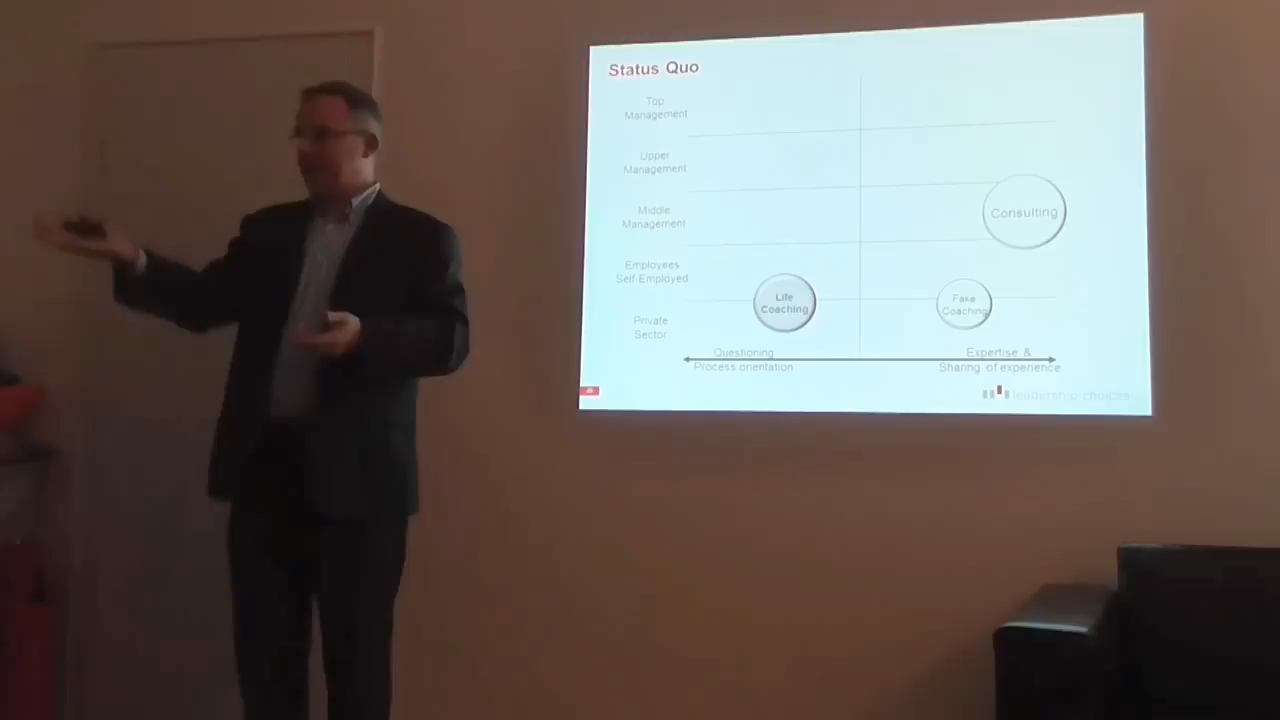 Status Quo
Top
Management
Upper
Management
Middle
Management
Consulting
Employees
Self-Employed
Life
Coaching
Fake
Coaching
Private
Sector
Questioning
Process orientation
Expertise &
Sharing of experience
leadership choices